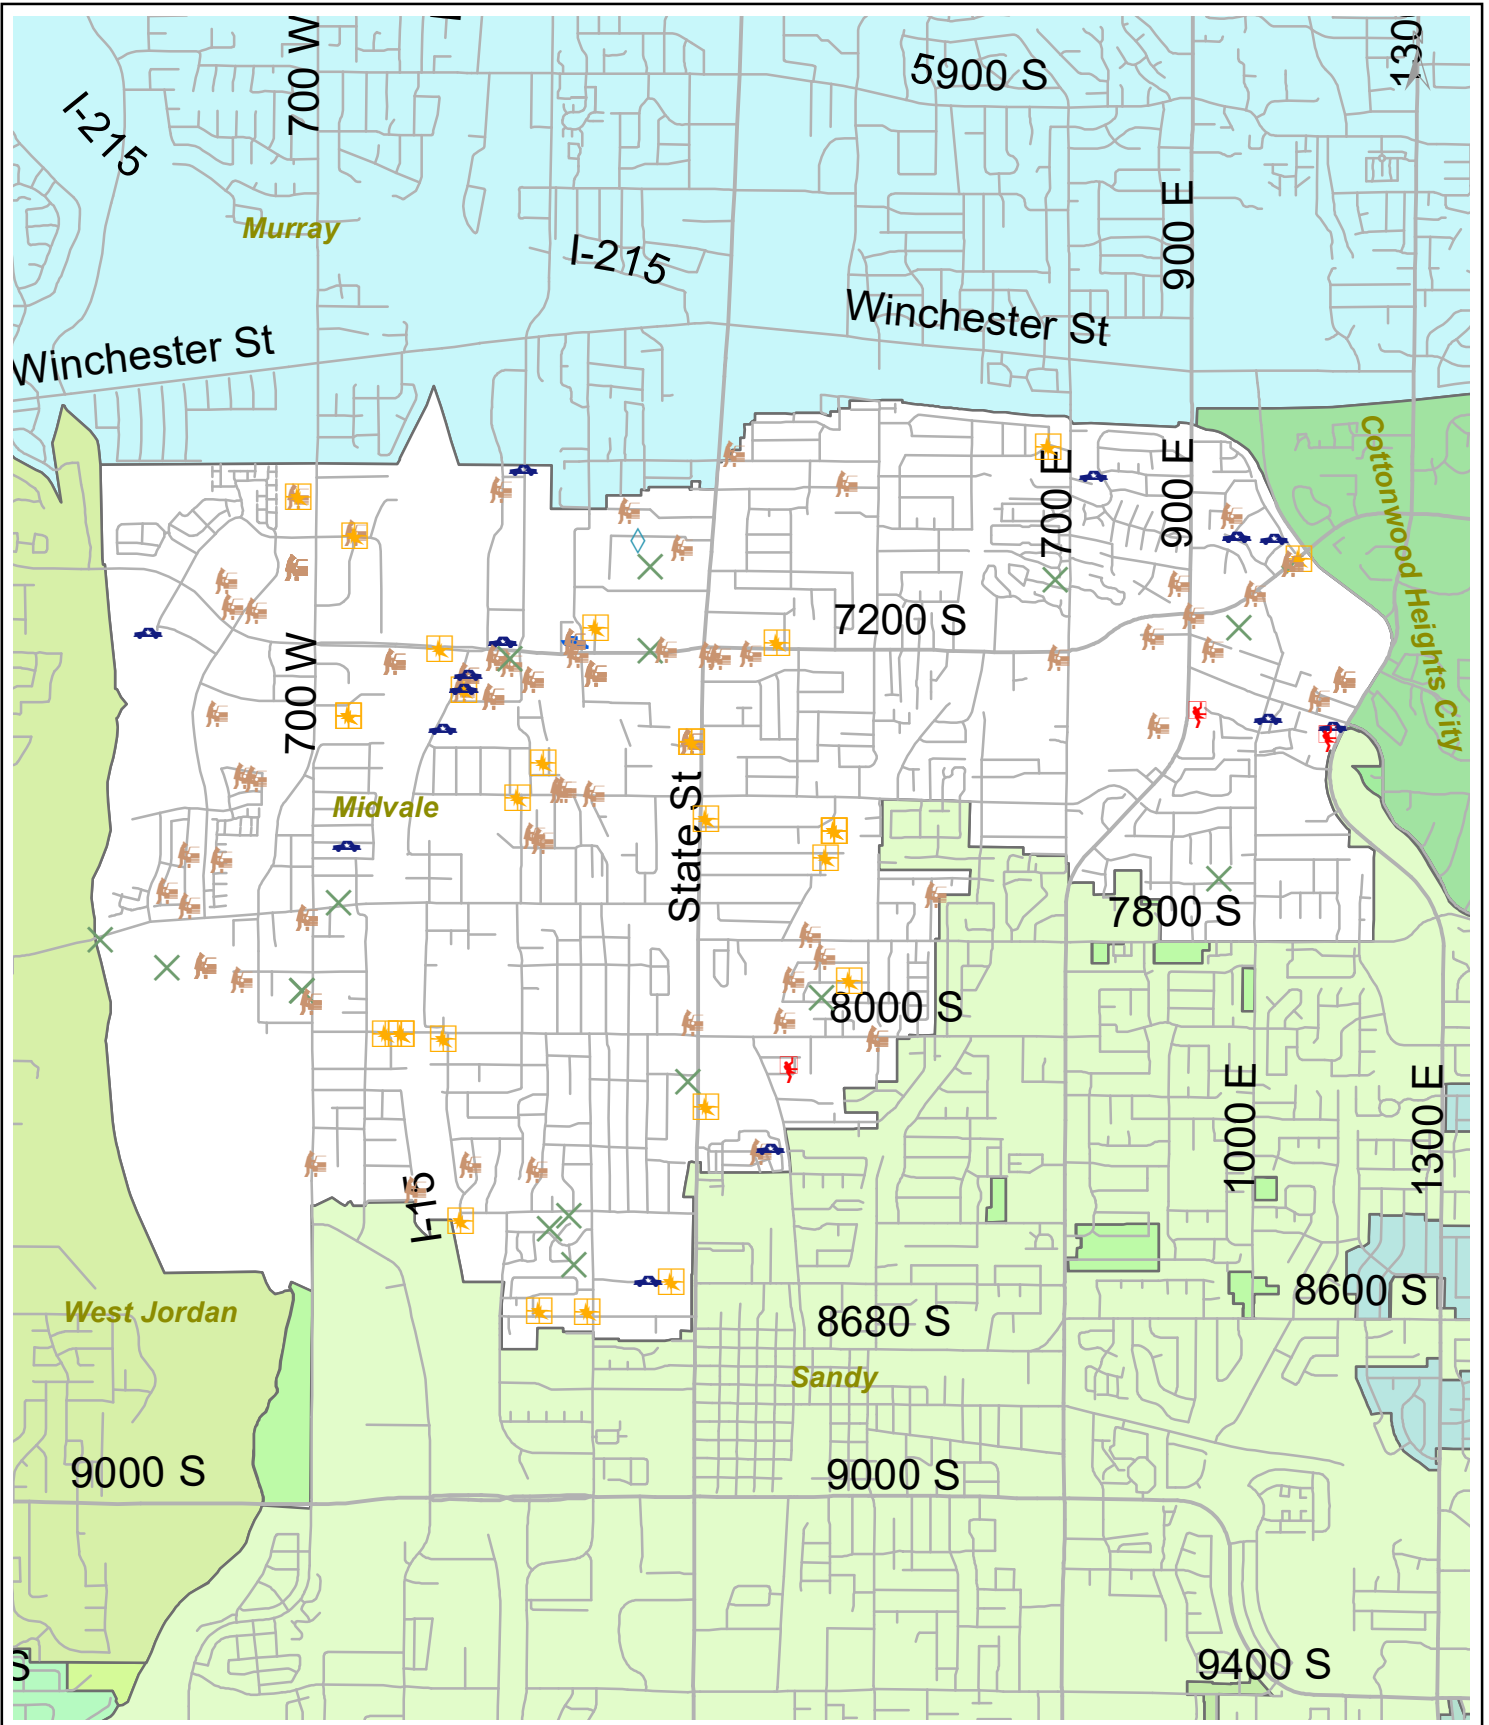 700 W
5900 S
130
I-215
900 E
Murray
I-215
Winchester St
Winchester St
Cottonwood Heights City
900 E
700 E
7200 S
700 W
Midvale
State St
7800 S
8000 S
1000 E
1300 E
I-15
8600 S
West Jordan
8680 S
Sandy
9000 S
9000 S
S
9400 S